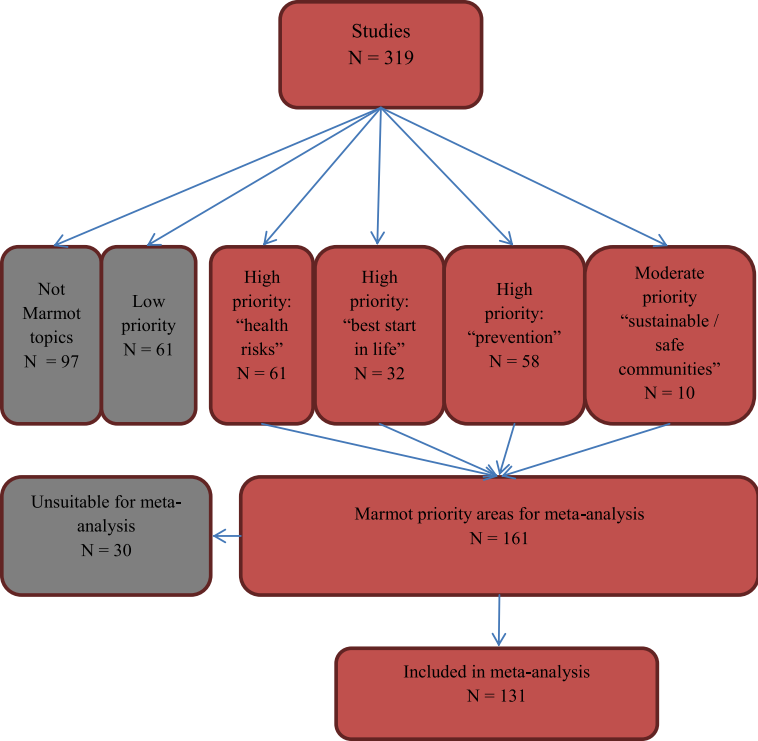 Studies
N = 319
Not
Marmot
topics
N = 97
Low
priority
N = 61
High
priority:
“health
risks”
N = 61
High
priority:
“best start
in life”
N = 32
High
priority:
“prevention”
N = 58
Moderate
priority
“sustainable /
safe
communities”
N = 10
Unsuitable for meta-
analysis
N = 30
Marmot priority areas for meta-analysis
N = 161
Included in meta-analysis
N = 131